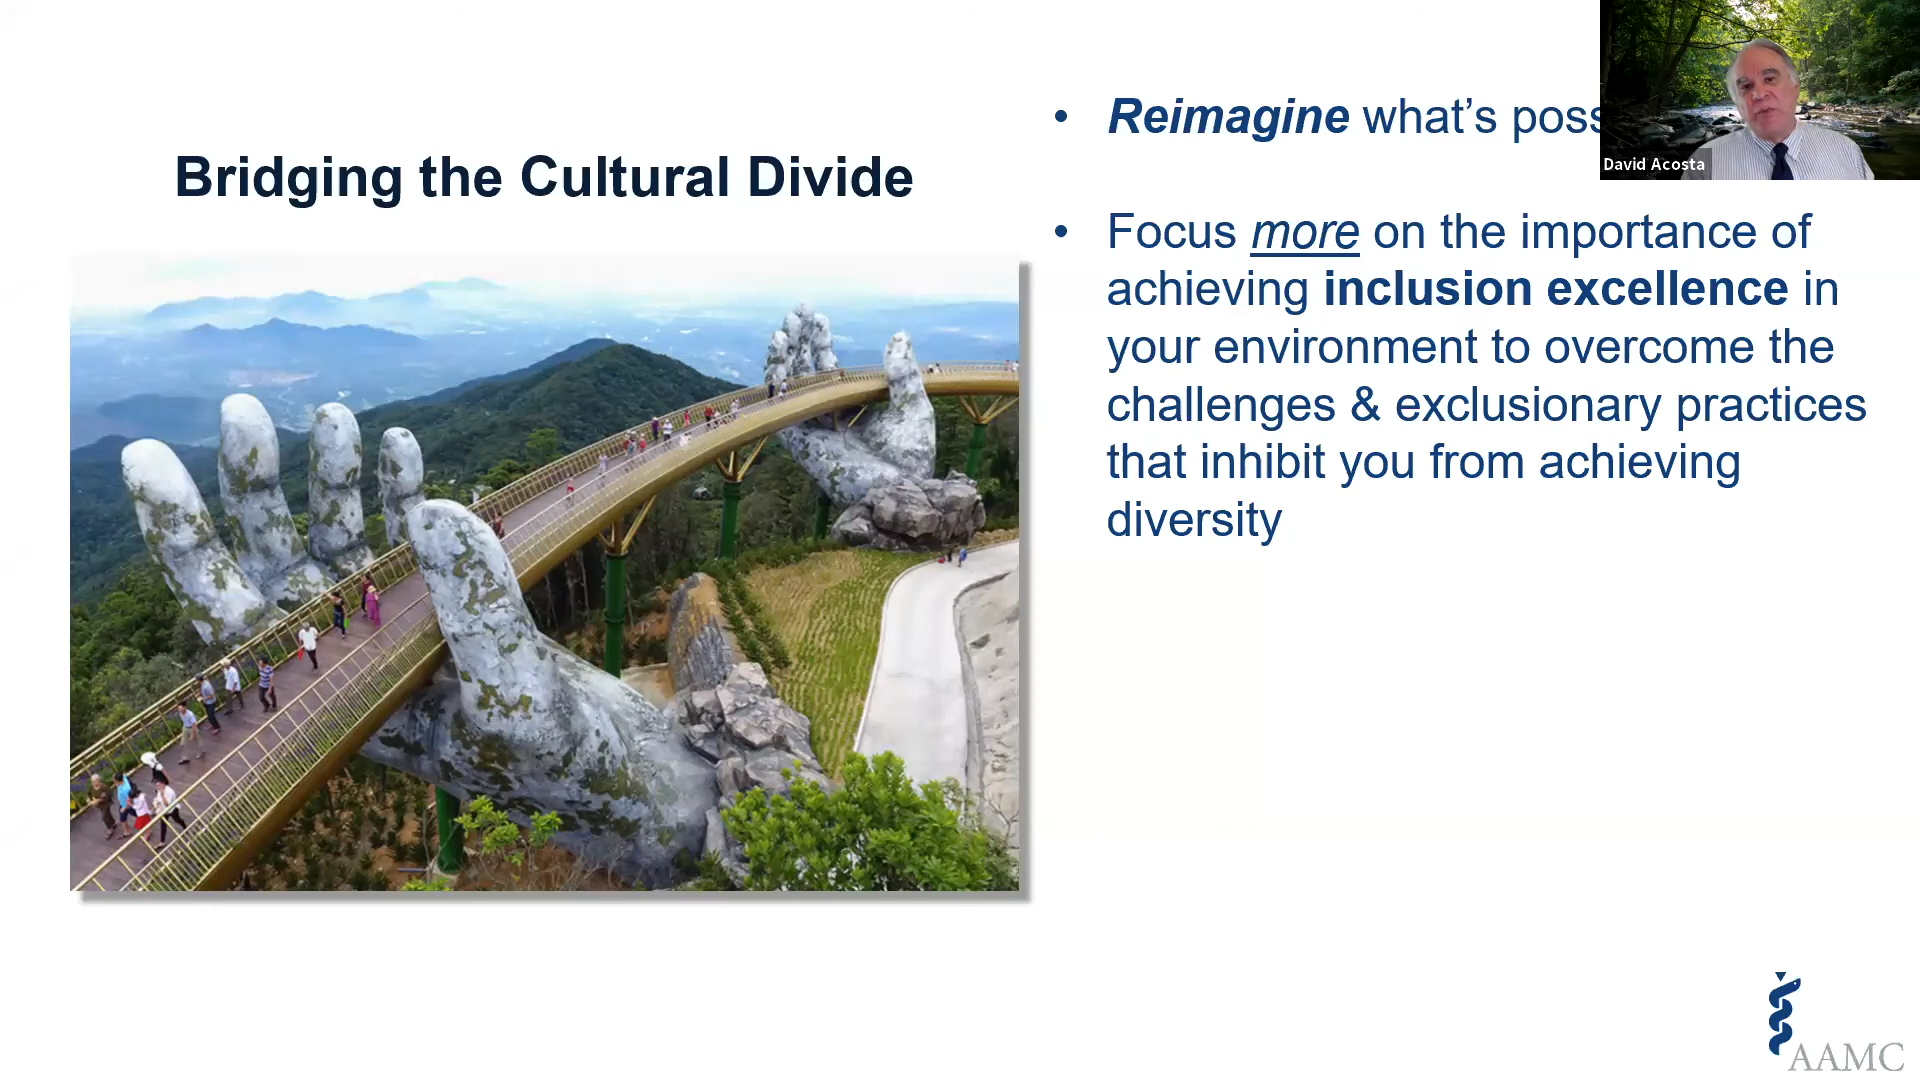 Bridging the Cultural Divide
• Reimagine what’s poss
David Acosta
• Focus more on the importance of
achieving inclusion excellence in
your environment to overcome the
challenges & exclusionary practices
that inhibit you from achieving
diversity
AAMC